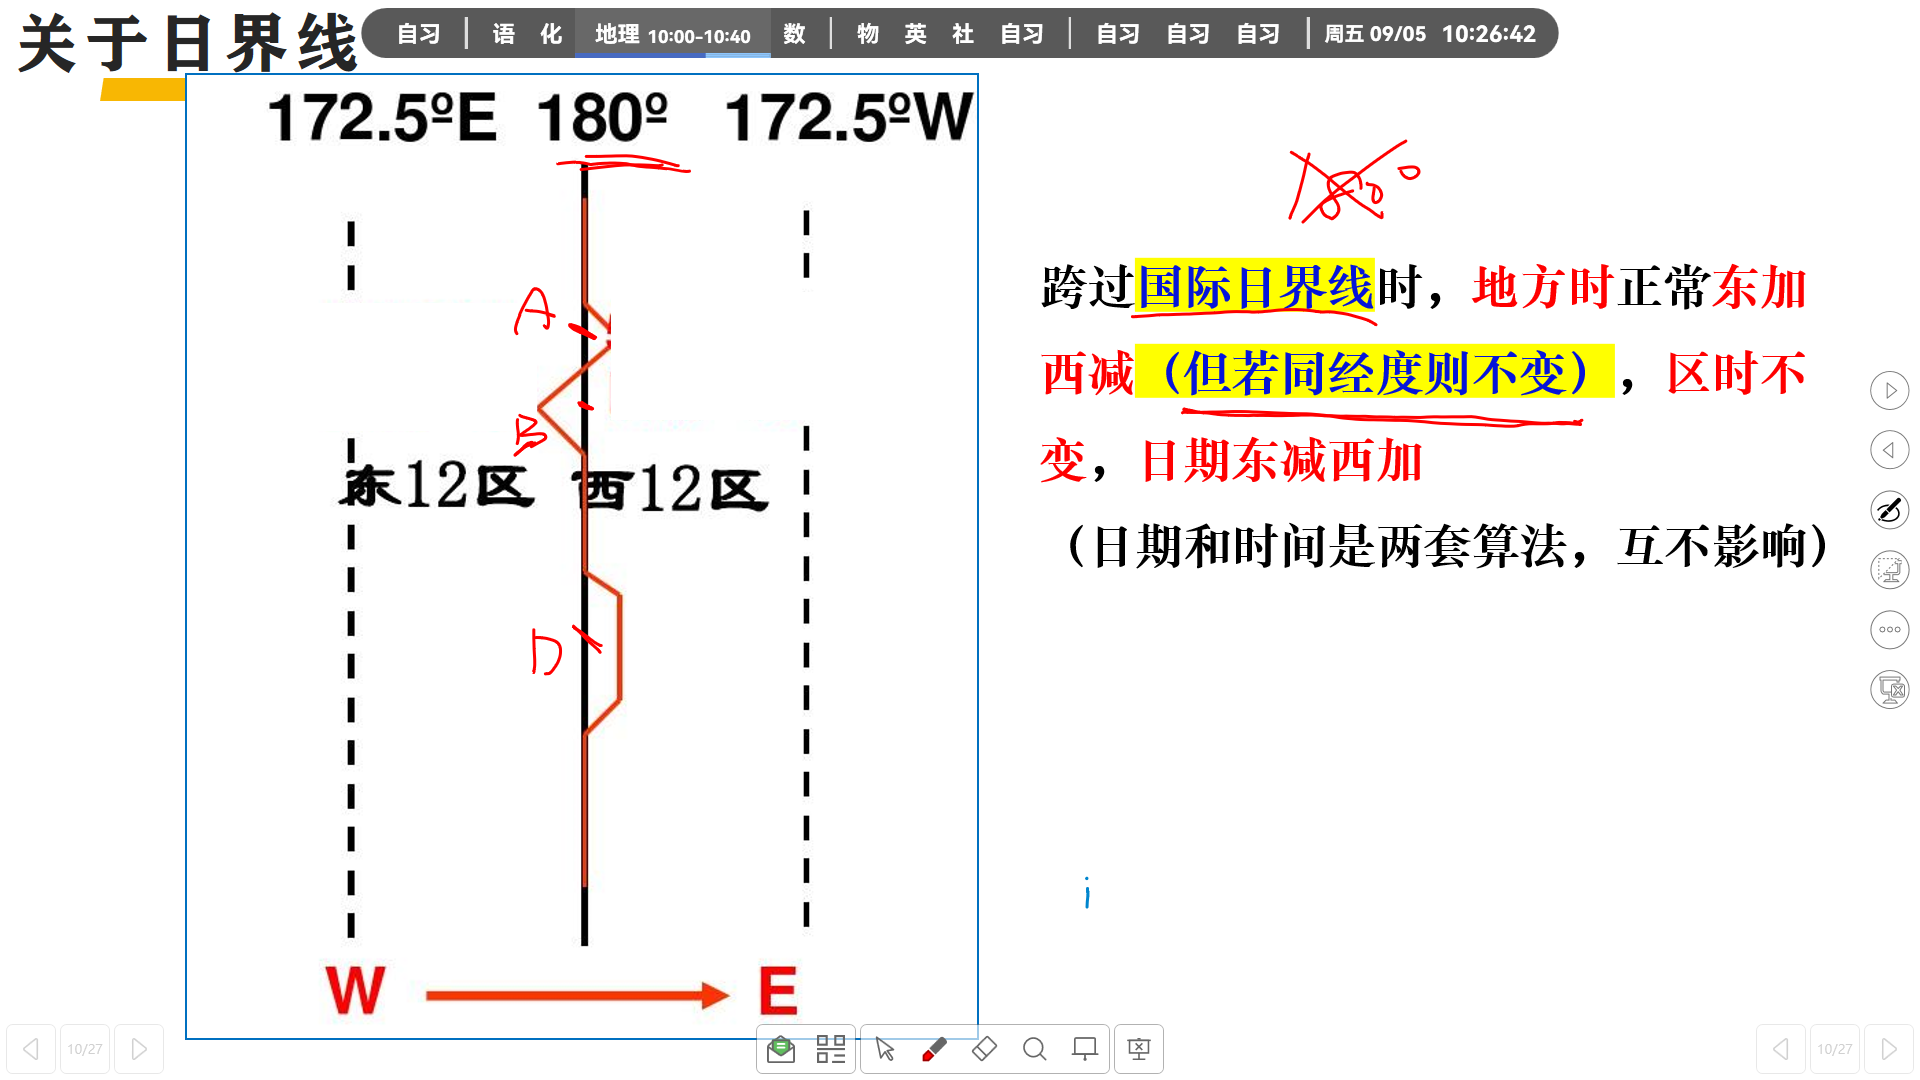 关于日界线
自习 语 化 地理 10:00-10:40 数 物 英 社 自习 自习 自习 自习 周五 09/05 10:26:42
172.5ºE 180º 172.5ºW
180°
A
B
东12区 西12区
D
W E
跨过国际日界线时，地方时正常东加
西减（但若同经度则不变），区时不
变，日期东减西加
（日期和时间是两套算法，互不影响）
i
10/27
10/27